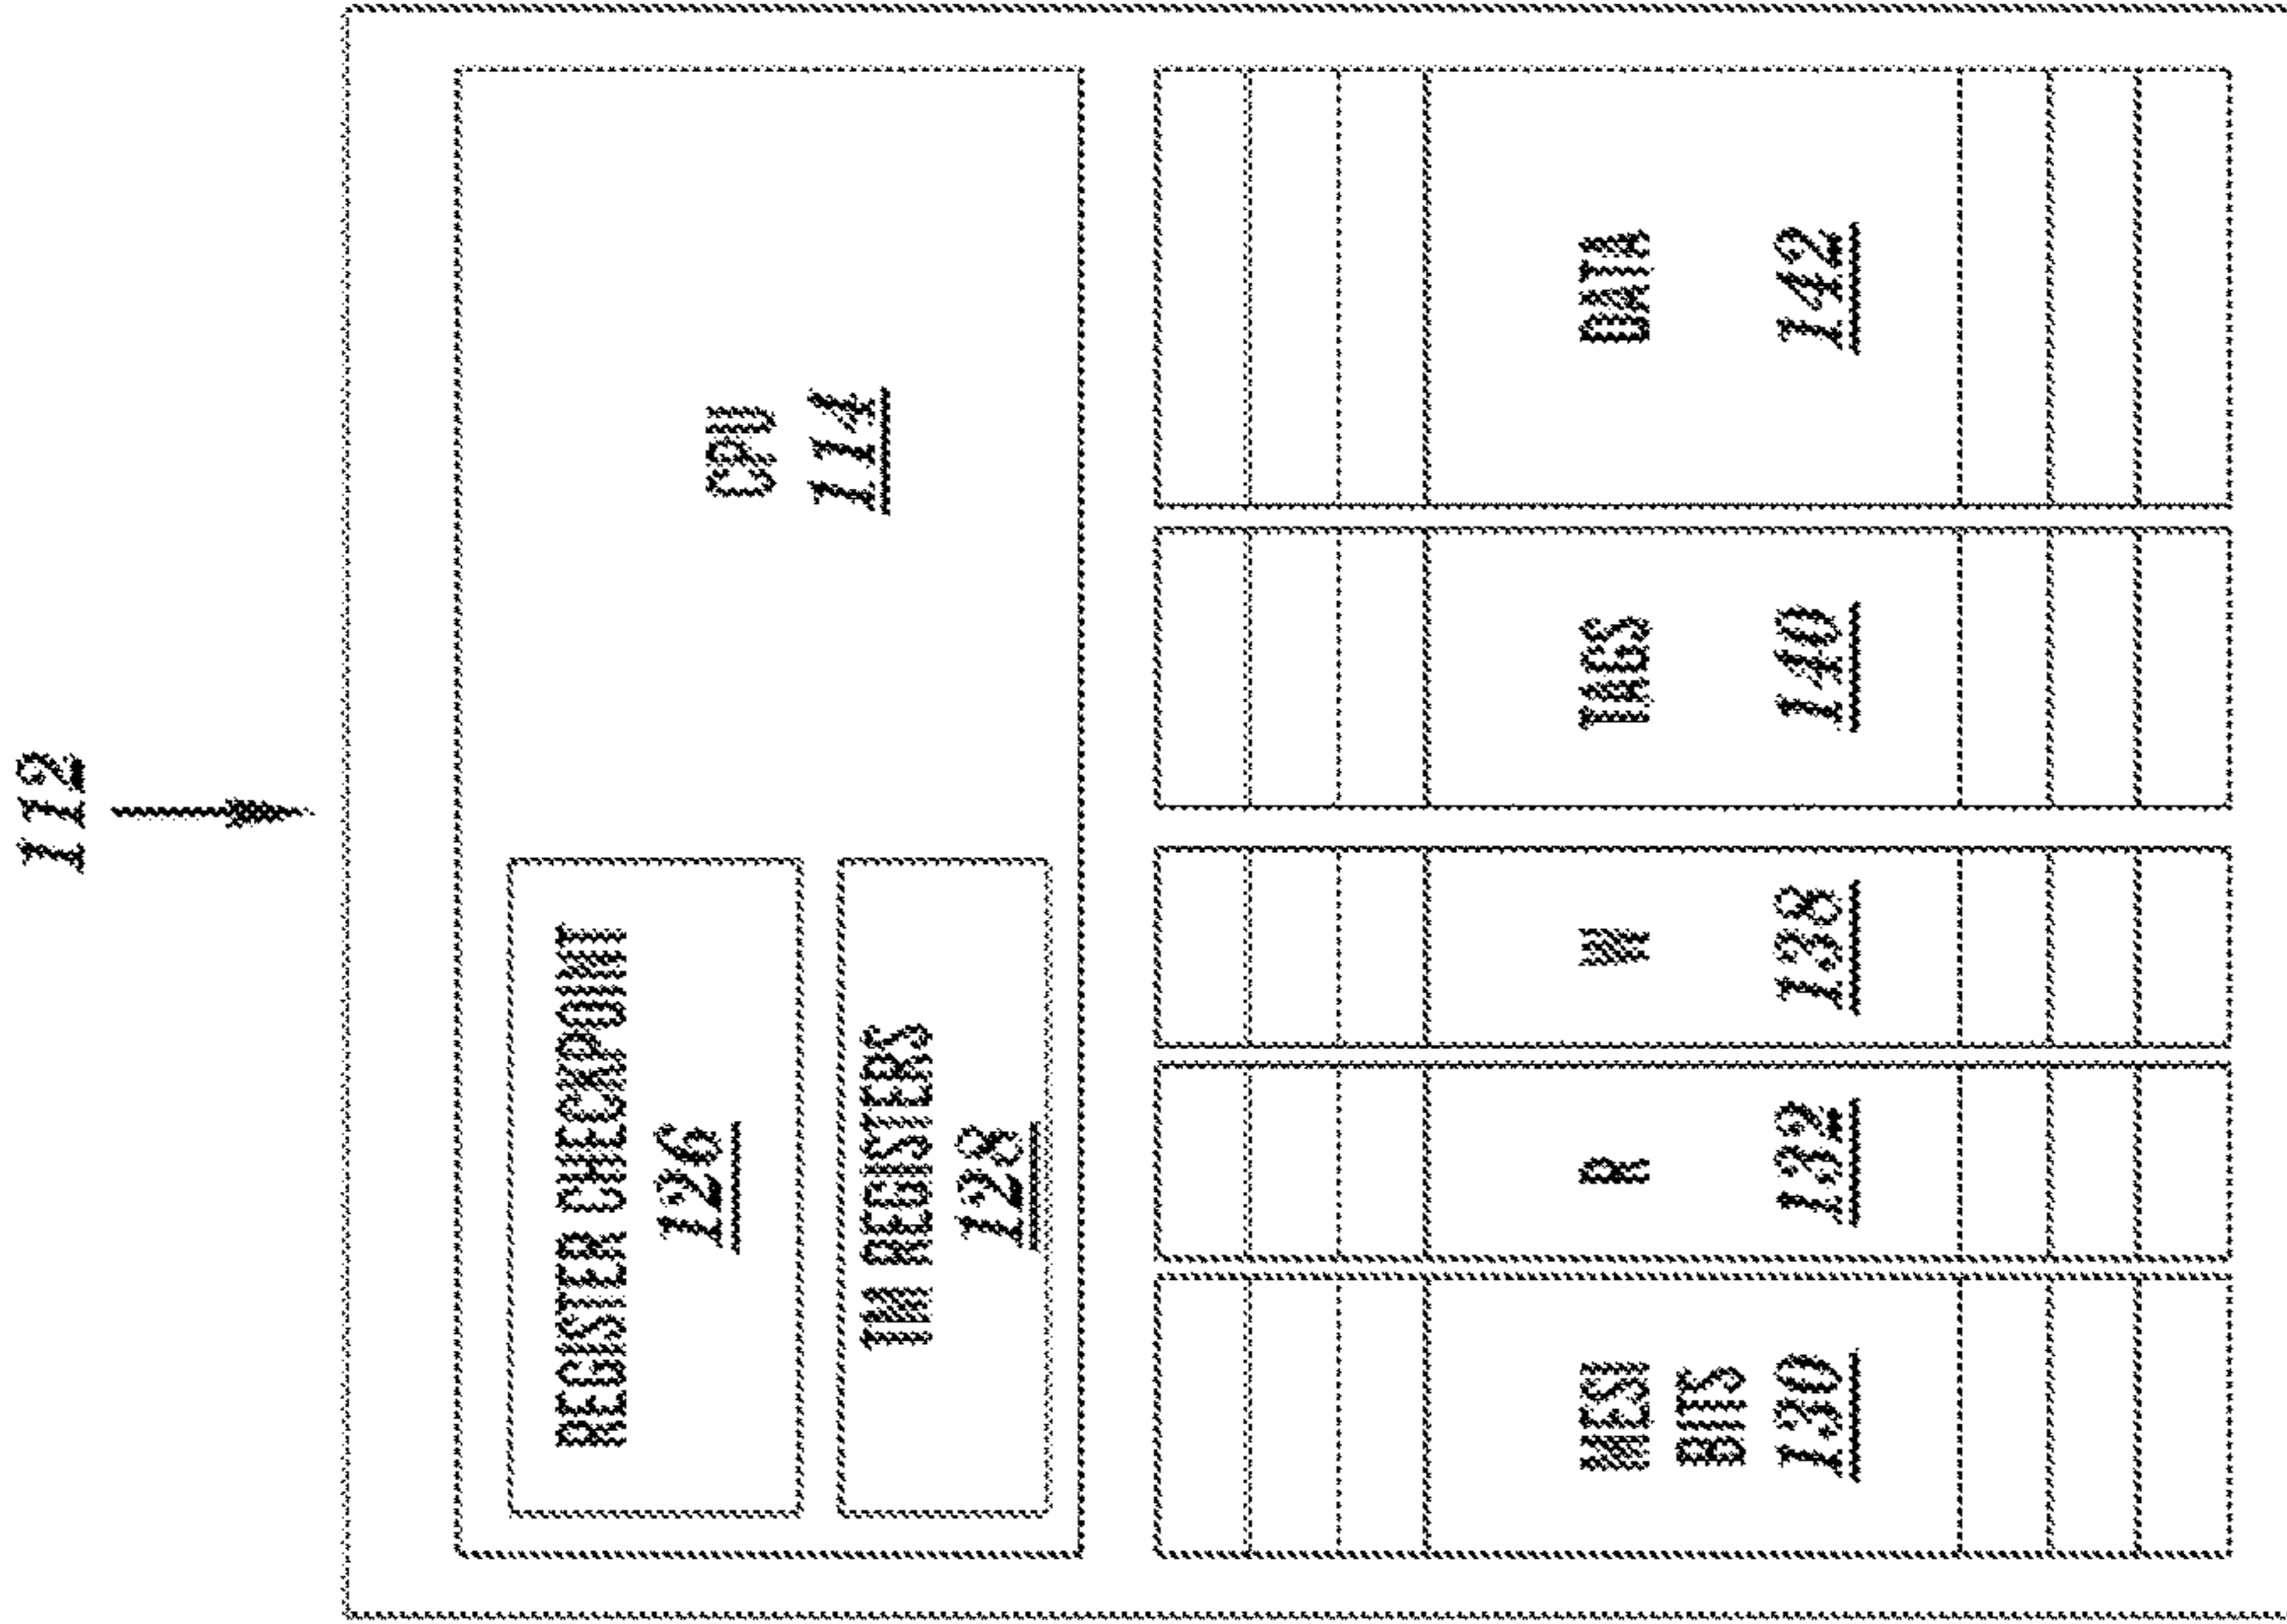 112
REGISTER CHECKPOINT
126
TM REGISTERS
128
CPU
114
MESI
BITS
130
R
132
W
138
TAGS
140
DATA
142